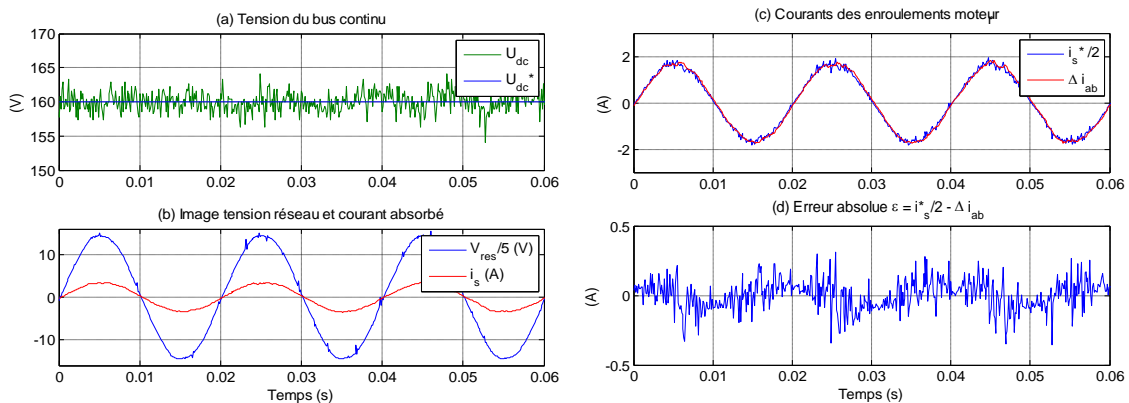 (a) Tension du bus continu
170
165
160
155
150
(V)
U_dc
U_dc*
0
0.01
0.02
0.03
0.04
0.05
0.06
(b) Image tension réseau et courant absorbé
10
0
-10
V_res/5 (V)
i_s (A)
0
0.01
0.02
0.03
0.04
0.05
0.06
Temps (s)
(c) Courants des enroulements moteur
2
0
-2
(A)
i_s*/2
Δ i_ab
0
0.01
0.02
0.03
0.04
0.05
0.06
(d) Erreur absolue ε = i*_s/2 - Δ i_ab
0.5
0
-0.5
(A)
0
0.01
0.02
0.03
0.04
0.05
0.06
Temps (s)